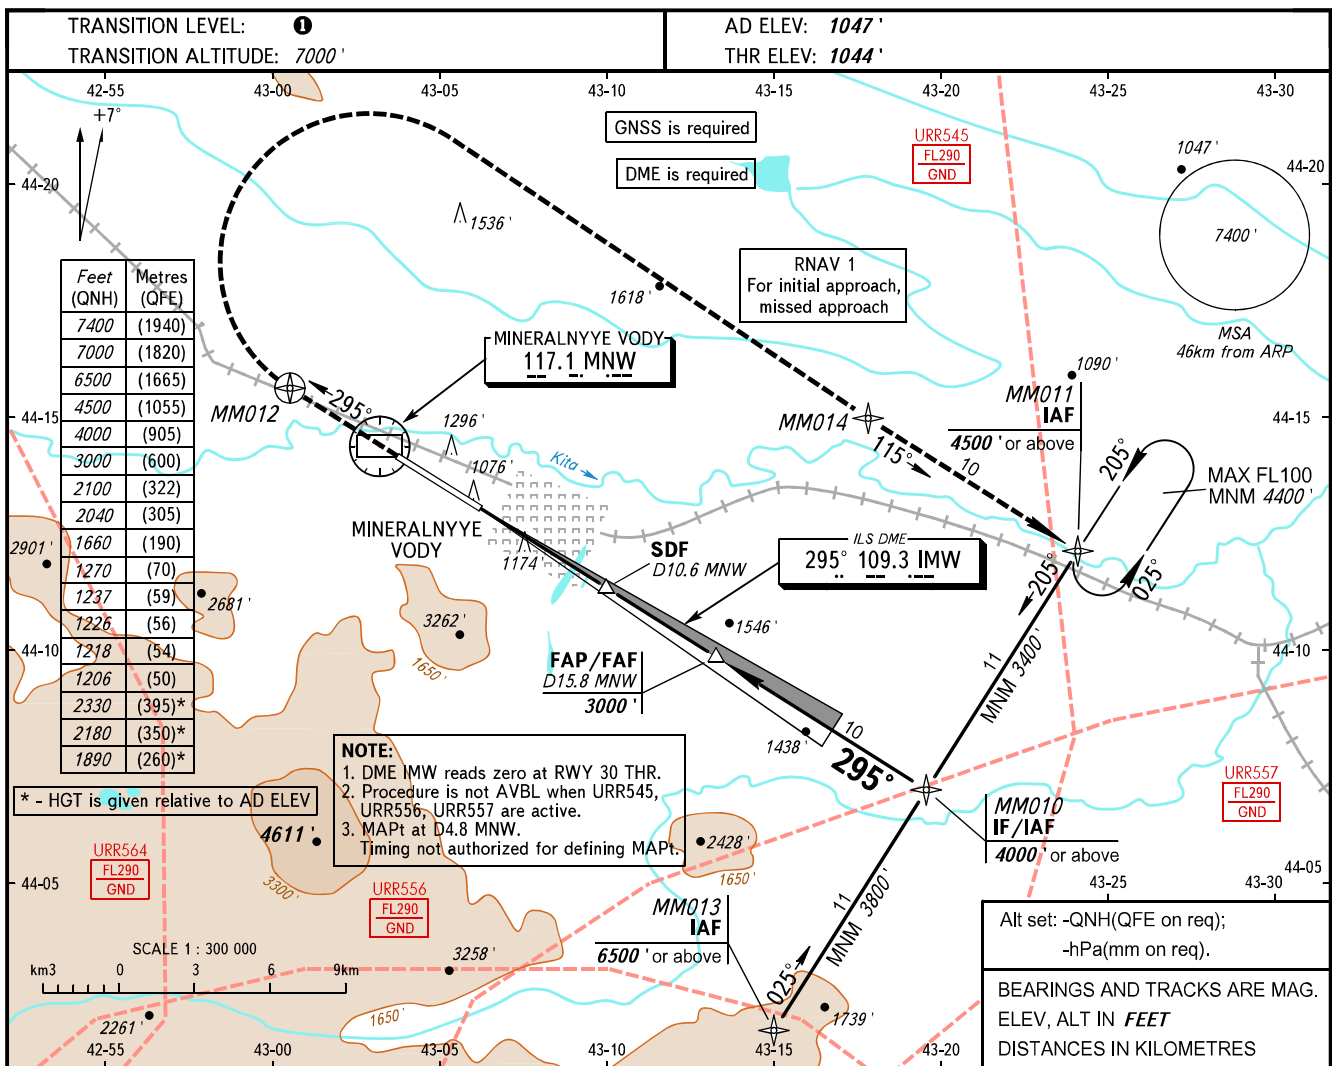 TRANSITION LEVEL: ❶
TRANSITION ALTITUDE: 7000 '
AD ELEV: 1047 '
THR ELEV: 1044 '
42-55
43-00
43-05
43-10
43-15
43-20
43-25
43-30
+7°
44-20
GNSS is required
DME is required
URR545
FL290
GND
1047 '
44-20
7400 '
MSA
46km from ARP
1536 '
1618 '
RNAV 1
For initial approach,
missed approach
Feet (QNH) Metres (QFE)
7400 (1940)
7000 (1820)
6500 (1665)
4500 (1055)
4000 (905)
3000 (600)
2100 (322)
2040 (305)
1660 (190)
1270 (70)
1237 (59)
1226 (56)
1218 (54)
1206 (50)
2330 (395)*
2180 (350)*
1890 (260)*
* - HGT is given relative to AD ELEV
MINERALNYYE VODY
117.1 MNW
MM012
295°
44-15
1296 '
1076 '
Kita
MM014
115°
10
1090 '
MM011
IAF
4500 ' or above
44-15
205°
MAX FL100
MNM 4400 '
025°
205°
MINERALNYYE
VODY
1174 '
SDF
D10.6 MNW
ILS DME
295° 109.3 IMW
2901 '
2681 '
3262 '
1650 '
1546 '
44-10
44-10
FAP/FAF
D15.8 MNW
3000 '
11
MNM 3400 '
1438 '
10
295°
NOTE:
1. DME IMW reads zero at RWY 30 THR.
2. Procedure is not AVBL when URR545,
URR556, URR557 are active.
3. MAPt at D4.8 MNW.
Timing not authorized for defining MAPt.
URR557
FL290
GND
MM010
IF/IAF
4000 ' or above
4611 '
3300 '
2428 '
1650 '
URR564
FL290
GND
URR556
FL290
GND
44-05
43-25
43-30
44-05
MM013
IAF
6500 ' or above
11
MNM 3800 '
025°
SCALE 1 : 300 000
km3 0 3 6 9km
3258 '
1650 '
2261 '
1739 '
42-55
43-00
43-05
43-10
43-15
43-20
Alt set: -QNH(QFE on req);
-hPa(mm on req).
BEARINGS AND TRACKS ARE MAG.
ELEV, ALT IN FEET
DISTANCES IN KILOMETRES